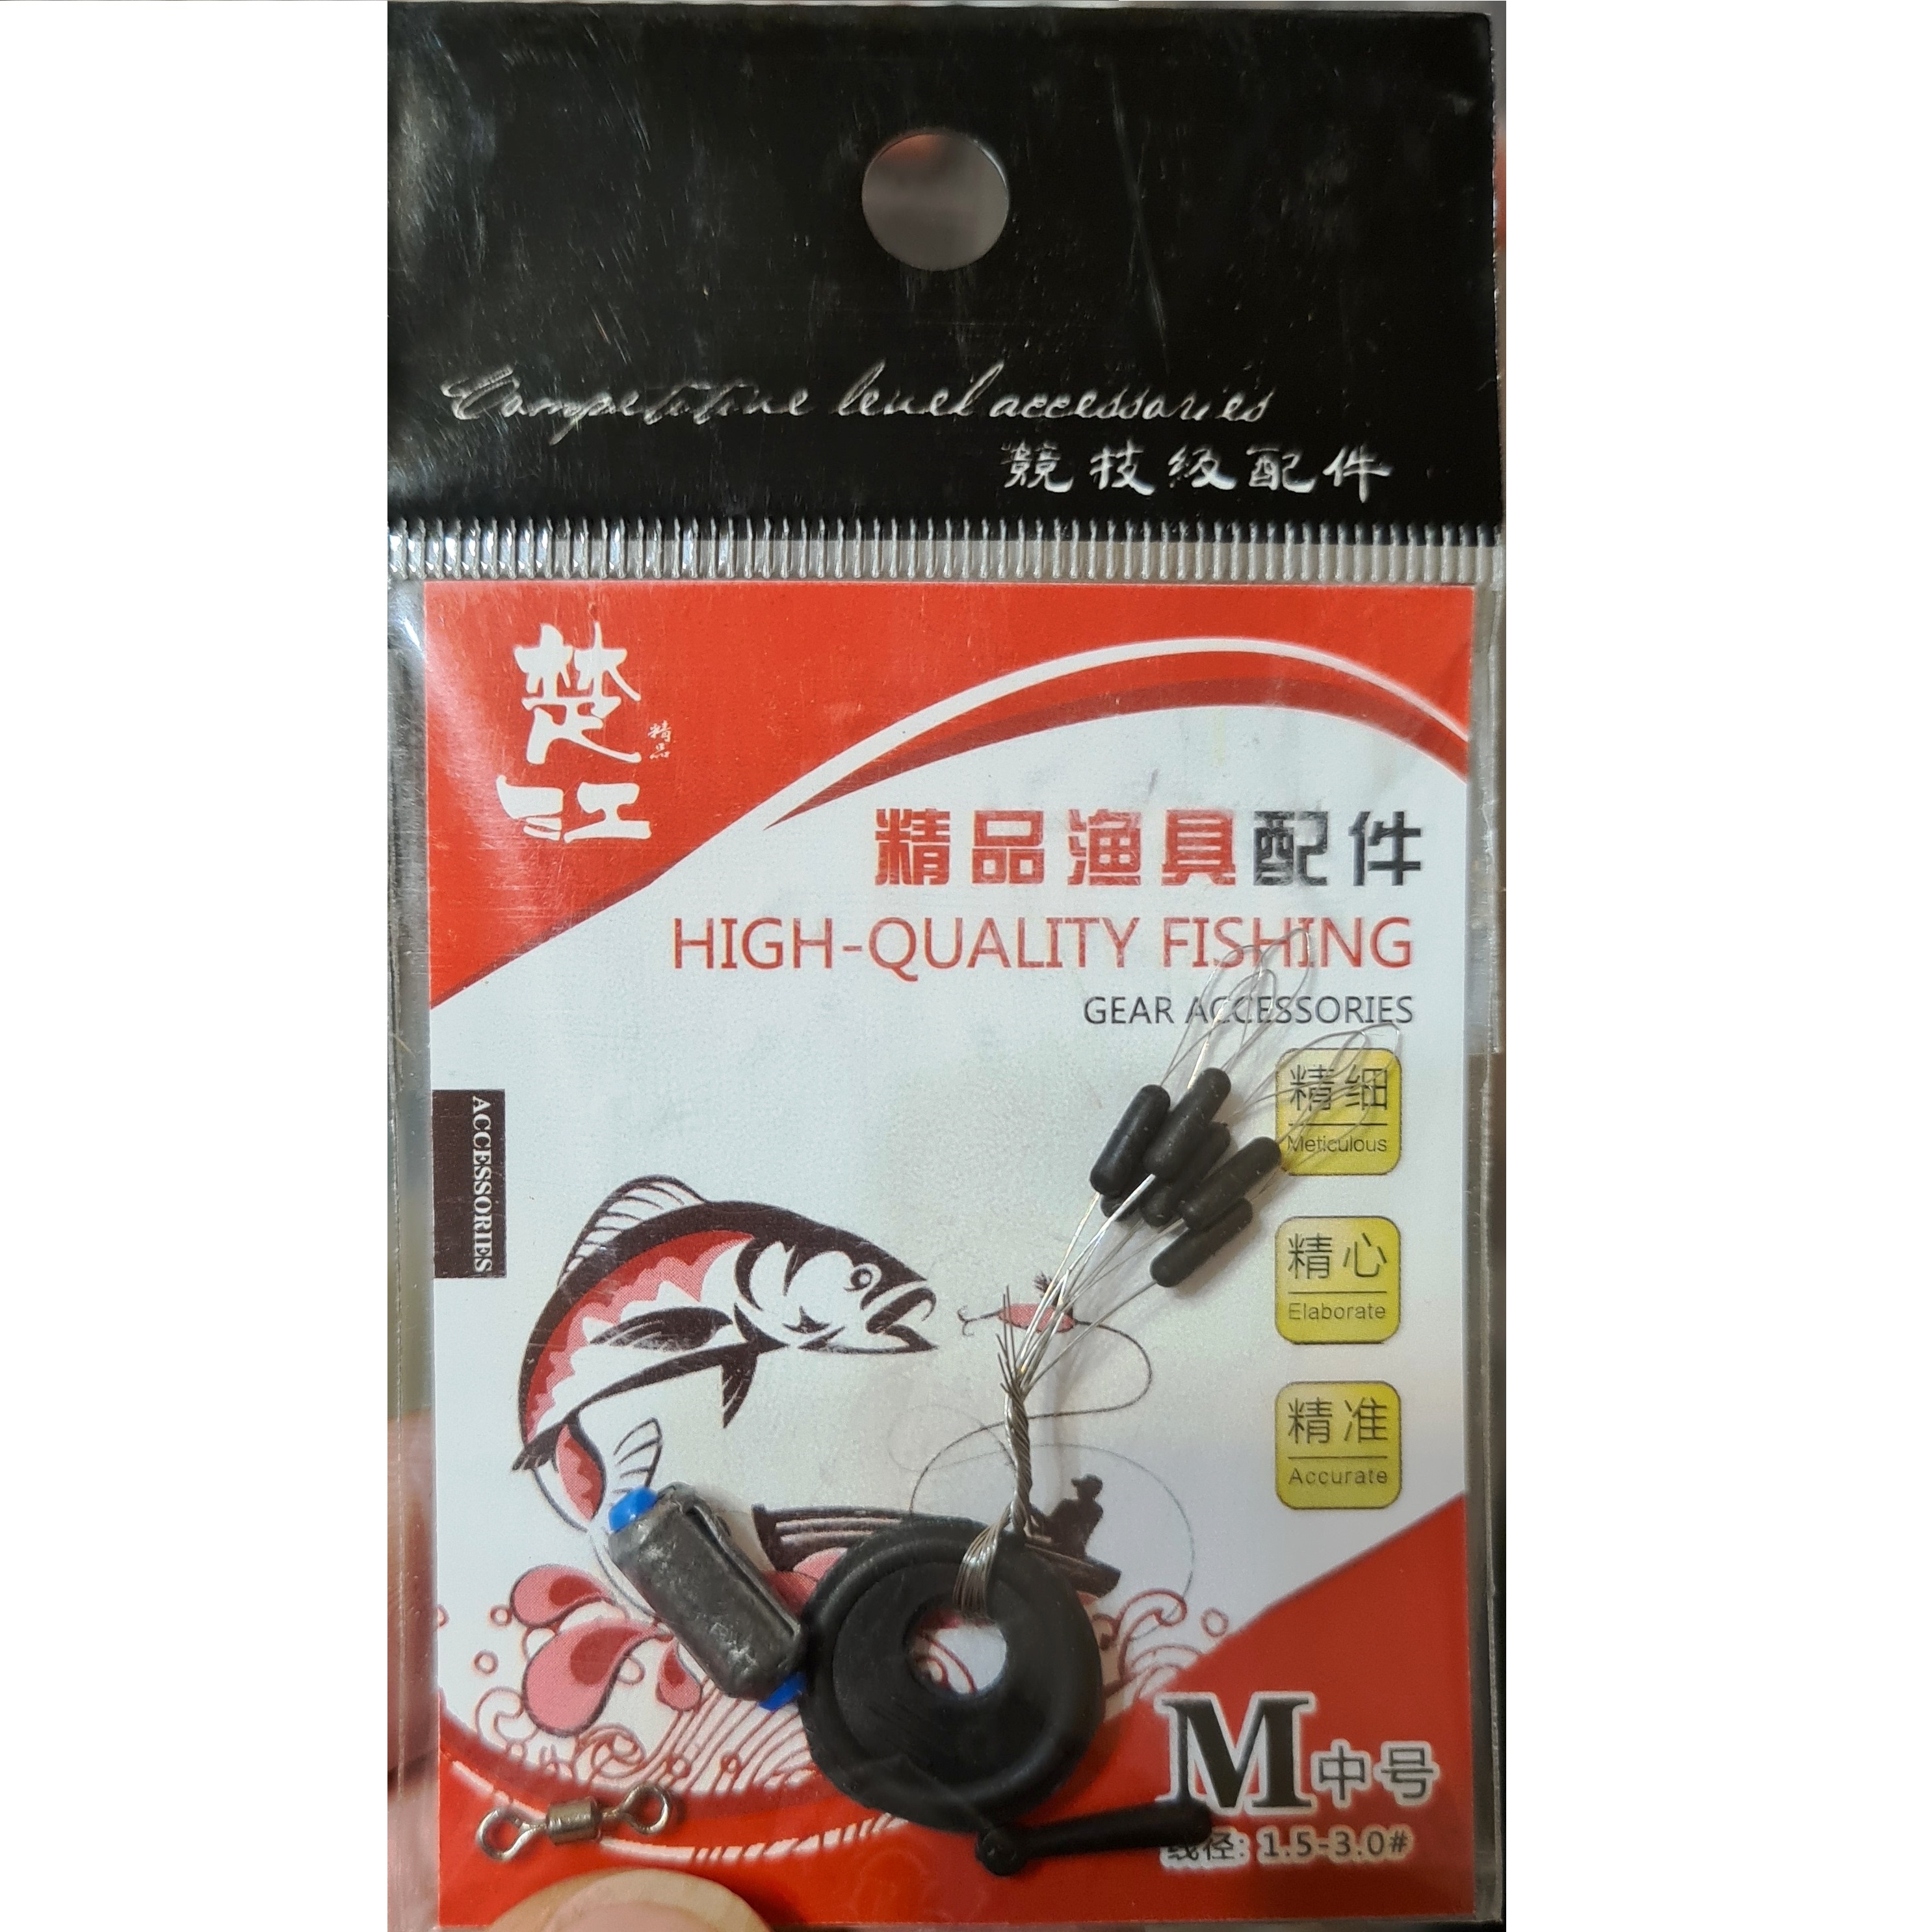 Competitive level accessories
競技级配件
楚江
精品
精品渔具配件
HIGH-QUALITY FISHING
GEAR ACCESSORIES
精细
Meticulous
ACCESSORIES
精心
Elaborate
精准
Accurate
M中号
线径: 1.5-3.0#